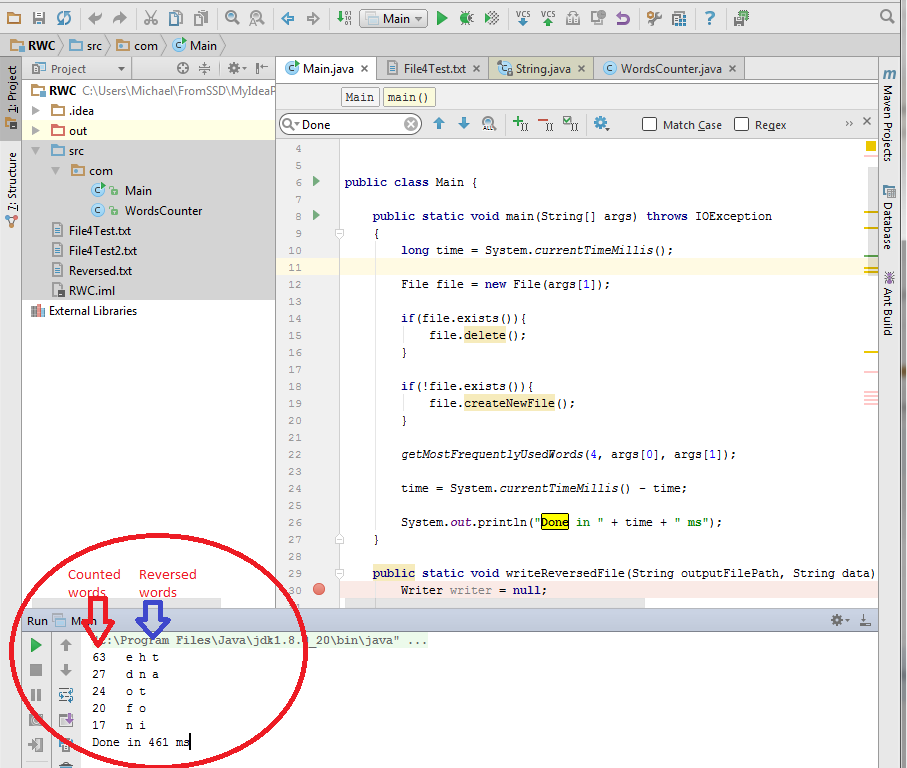 Main
VCS
VCS
RWC src com Main
1: Project
7: Structure
Project
RWC C:\Users\Michael\FromSSD\MyIdeaP
.idea
out
src
com
Main
WordsCounter
File4Test.txt
File4Test2.txt
Reversed.txt
RWC.iml
External Libraries
Main.java File4Test.txt String.java WordsCounter.java
Main main()
Done Match Case Regex
4
5
6 public class Main {
7
8 public static void main(String[] args) throws IOException
9 {
10 long time = System.currentTimeMillis();
11
12 File file = new File(args[1]);
13
14 if(file.exists()){
15 file.delete();
16 }
17
18 if(!file.exists()){
19 file.createNewFile();
20 }
21
22 getMostFrequentlyUsedWords(4, args[0], args[1]);
23
24 time = System.currentTimeMillis() - time;
25
26 System.out.println("Done in " + time + " ms");
27 }
28
29 public static void writeReversedFile(String outputFilePath, String data)
30 Writer writer = null;
Maven Projects
Database
Ant Build
Counted words
Reversed words
Run Main
:\Program Files\Java\jdk1.8. _20\bin\java" ...
63 e h t
27 d n a
24 o t
20 f o
17 n i
Done in 461 ms